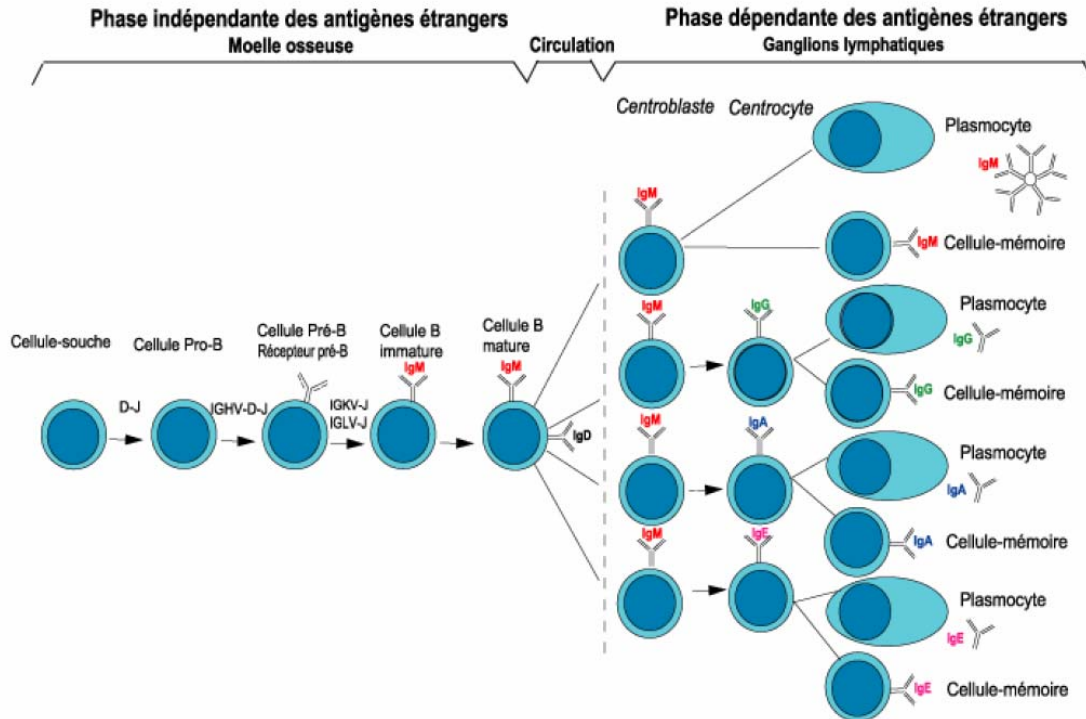 Phase indépendante des antigènes étrangers
Moelle osseuse
Circulation
Phase dépendante des antigènes étrangers
Ganglions lymphatiques
Centroblaste
Centrocyte
Plasmocyte
IgM
IgM
IgM
Cellule-mémoire
IgM
IgG
Plasmocyte
IgG
IgG
Cellule-mémoire
Cellule-souche
Cellule Pro-B
Cellule Pré-B
Récepteur pré-B
Cellule B
immature
IgM
Cellule B
mature
IgM
D-J
IGHV-D-J
IGKV-J
IGLV-J
IgD
IgM
IgA
Plasmocyte
IgA
IgA
Cellule-mémoire
IgM
IgE
Plasmocyte
IgE
IgE
Cellule-mémoire